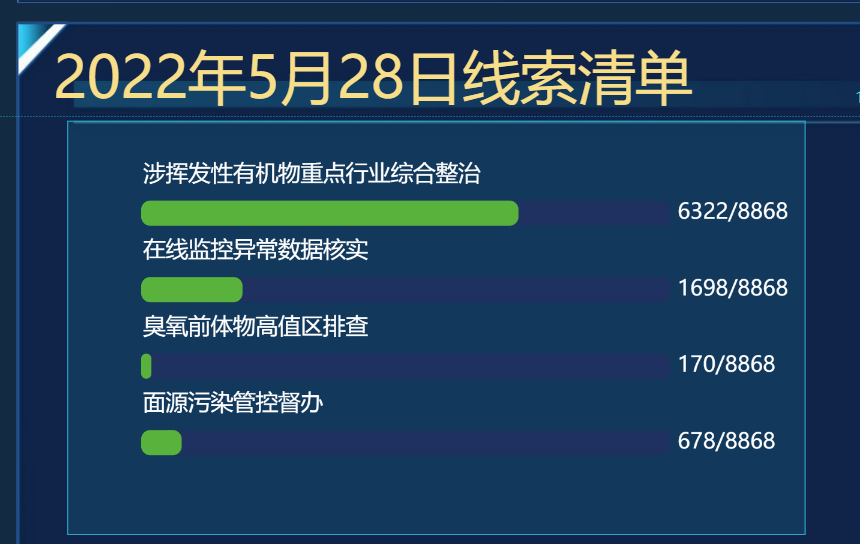 2022年5月28日线索清单
涉挥发性有机物重点行业综合整治
6322/8868
在线监控异常数据核实
1698/8868
臭氧前体物高值区排查
170/8868
面源污染管控督办
678/8868